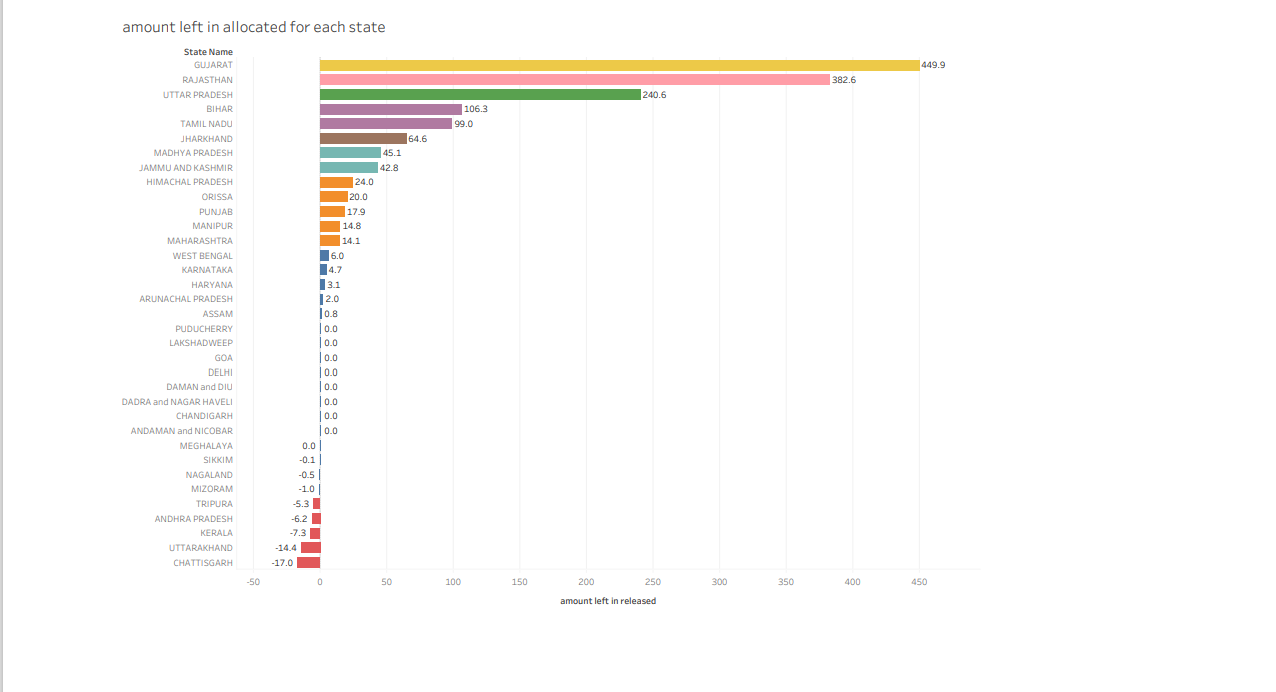 amount left in allocated for each state
State Name
GUJARAT 449.9
RAJASTHAN 382.6
UTTAR PRADESH 240.6
BIHAR 106.3
TAMIL NADU 99.0
JHARKHAND 64.6
MADHYA PRADESH 45.1
JAMMU AND KASHMIR 42.8
HIMACHAL PRADESH 24.0
ORISSA 20.0
PUNJAB 17.9
MANIPUR 14.8
MAHARASHTRA 14.1
WEST BENGAL 6.0
KARNATAKA 4.7
HARYANA 3.1
ARUNACHAL PRADESH 2.0
ASSAM 0.8
PUDUCHERRY 0.0
LAKSHADWEEP 0.0
GOA 0.0
DELHI 0.0
DAMAN and DIU 0.0
DADRA and NAGAR HAVELI 0.0
CHANDIGARH 0.0
ANDAMAN and NICOBAR 0.0
MEGHALAYA 0.0
SIKKIM -0.1
NAGALAND -0.5
MIZORAM -1.0
TRIPURA -5.3
ANDHRA PRADESH -6.2
KERALA -7.3
UTTARAKHAND -14.4
CHATTISGARH -17.0
-50 0 50 100 150 200 250 300 350 400 450
amount left in released